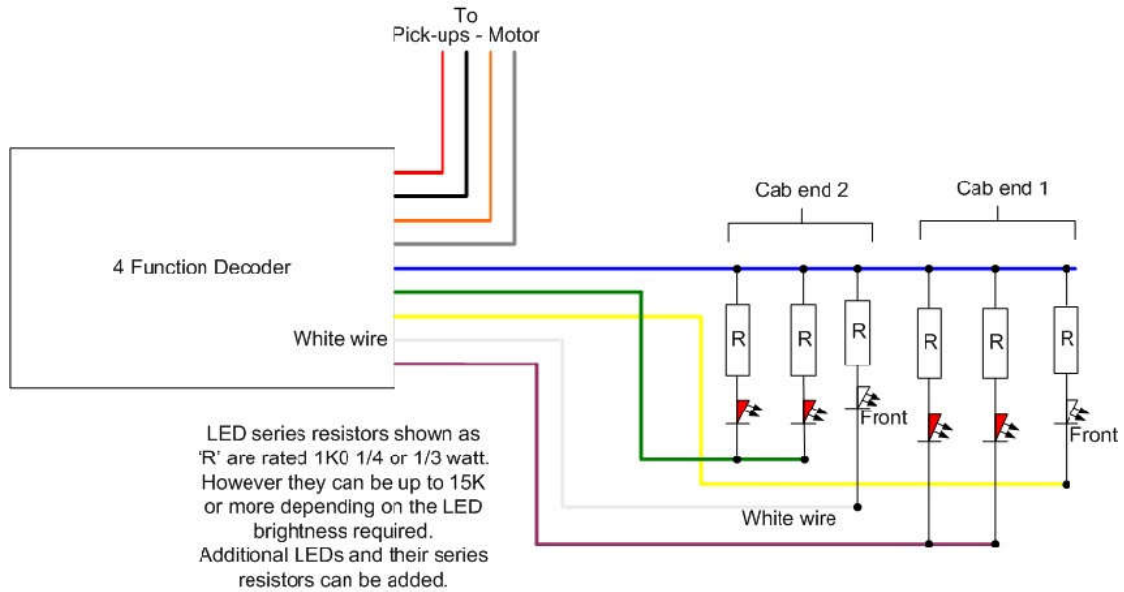 To
Pick-ups - Motor
Cab end 2
Cab end 1
4 Function Decoder
White wire
R
R
R
R
R
R
Front
Front
LED series resistors shown as
'R' are rated 1K0 1/4 or 1/3 watt.
However they can be up to 15K
or more depending on the LED
brightness required.
Additional LEDs and their series
resistors can be added.
White wire